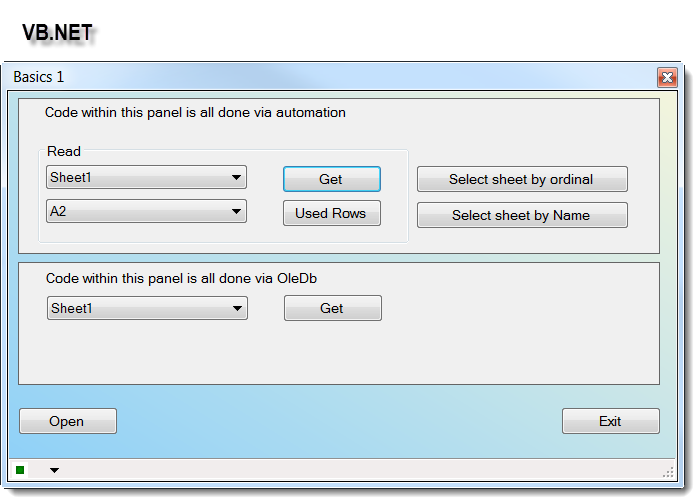 VB.NET
Basics 1
Code within this panel is all done via automation
Read
Sheet1
Get
Select sheet by ordinal
A2
Used Rows
Select sheet by Name
Code within this panel is all done via OleDb
Sheet1
Get
Open
Exit